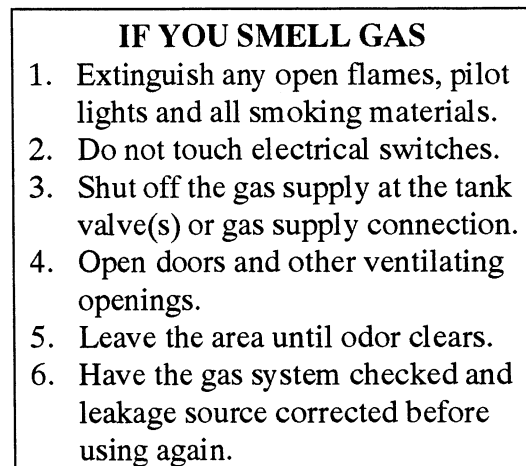 IF YOU SMELL GAS
1. Extinguish any open flames, pilot
lights and all smoking materials.
2. Do not touch electrical switches.
3. Shut off the gas supply at the tank
valve(s) or gas supply connection.
4. Open doors and other ventilating
openings.
5. Leave the area until odor clears.
6. Have the gas system checked and
leakage source corrected before
using again.